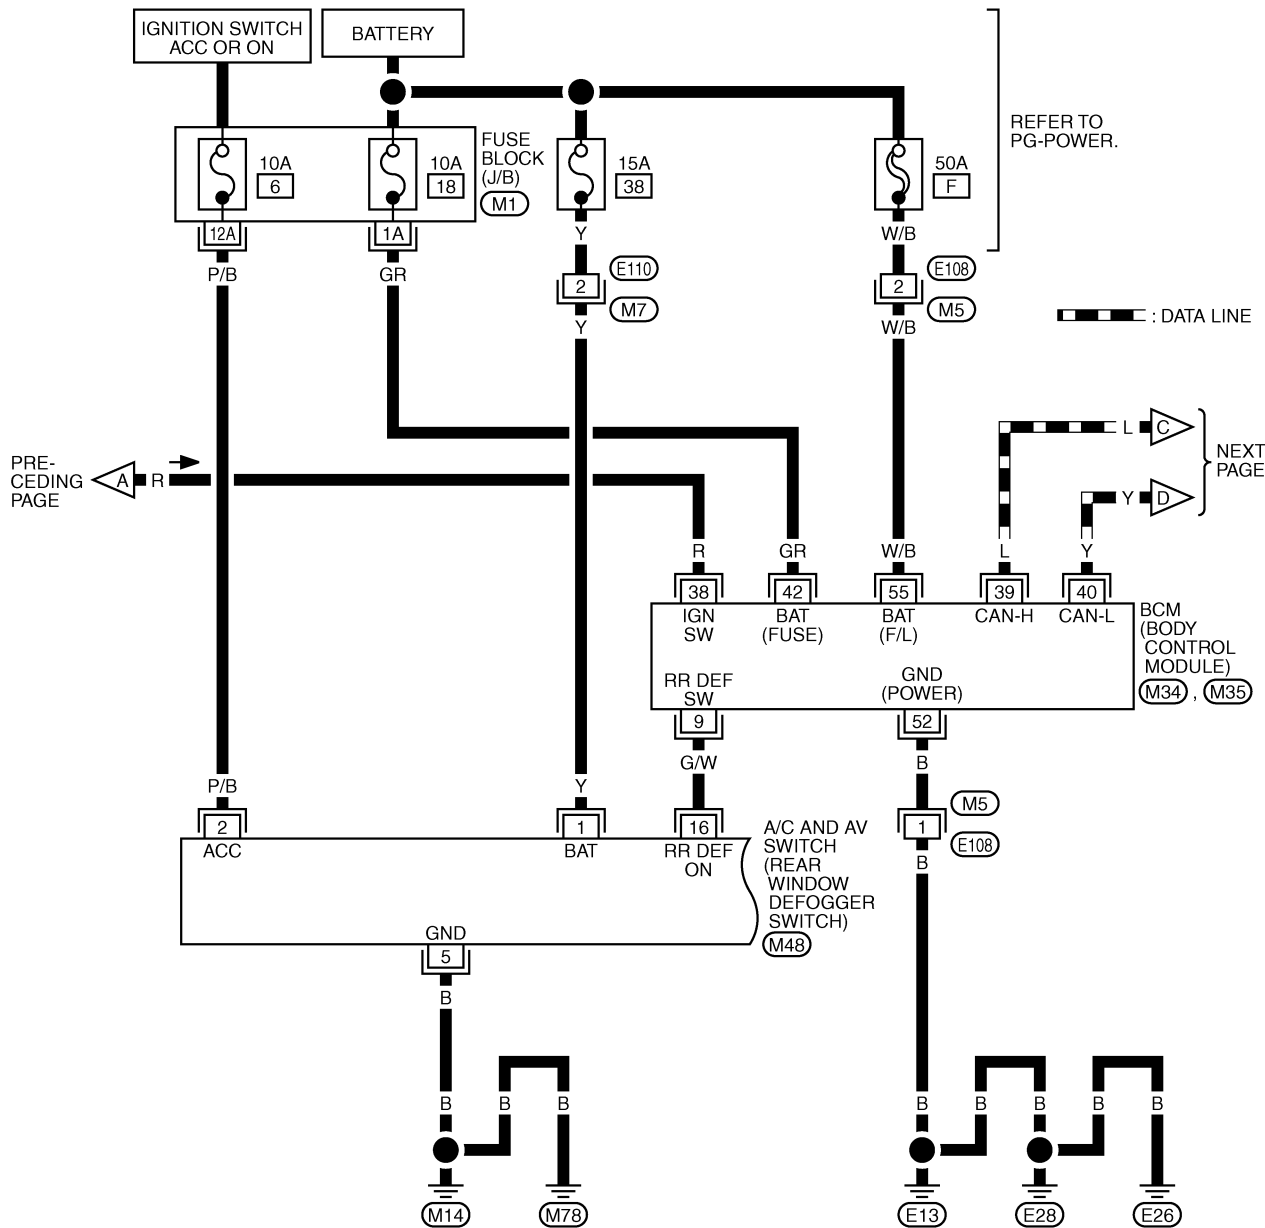 IGNITION SWITCH
ACC OR ON
BATTERY
REFER TO
PG-POWER.
10A
6
10A
18
FUSE
BLOCK
(J/B)
M1
15A
38
50A
F
12A
1A
Y
W/B
P/B
GR
2
E110
M7
2
E108
M5
Y
W/B
: DATA LINE
L
C
Y
D
NEXT
PAGE
PRE-
CEDING
PAGE
A
R
R
GR
W/B
L
Y
38
42
55
39
40
IGN
SW
BAT
(FUSE)
BAT
(F/L)
CAN-H
CAN-L
BCM
(BODY
CONTROL
MODULE)
M34 , M35
RR DEF
SW
GND
(POWER)
9
52
G/W
B
P/B
Y
M5
1
E108
B
2
1
16
ACC
BAT
RR DEF
ON
A/C AND AV
SWITCH
(REAR
WINDOW
DEFOGGER
SWITCH)
M48
GND
5
B
B
B
B
B
B
B
B
B
M14
M78
E13
E28
E26